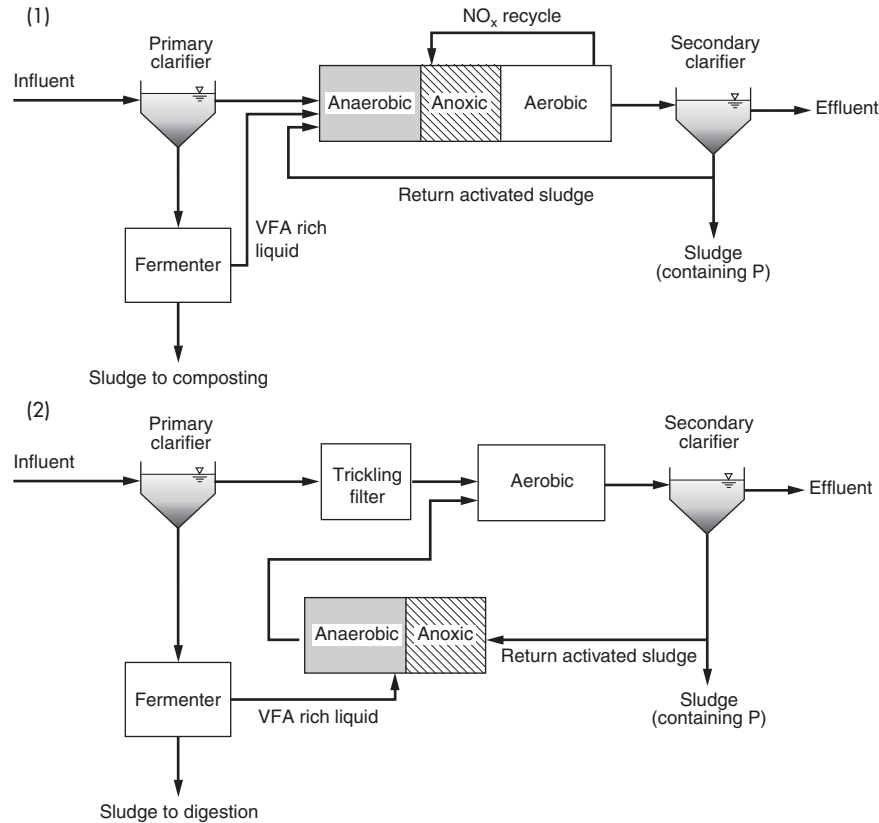 (1)
NOx recycle
Primary
clarifier
Secondary
clarifier
Influent
Anaerobic
Anoxic
Aerobic
Effluent
Return activated sludge
VFA rich
liquid
Fermenter
Sludge
(containing P)
Sludge to composting
(2)
Primary
clarifier
Secondary
clarifier
Influent
Trickling
filter
Aerobic
Effluent
Anaerobic
Anoxic
Return activated sludge
Fermenter
VFA rich liquid
Sludge
(containing P)
Sludge to digestion